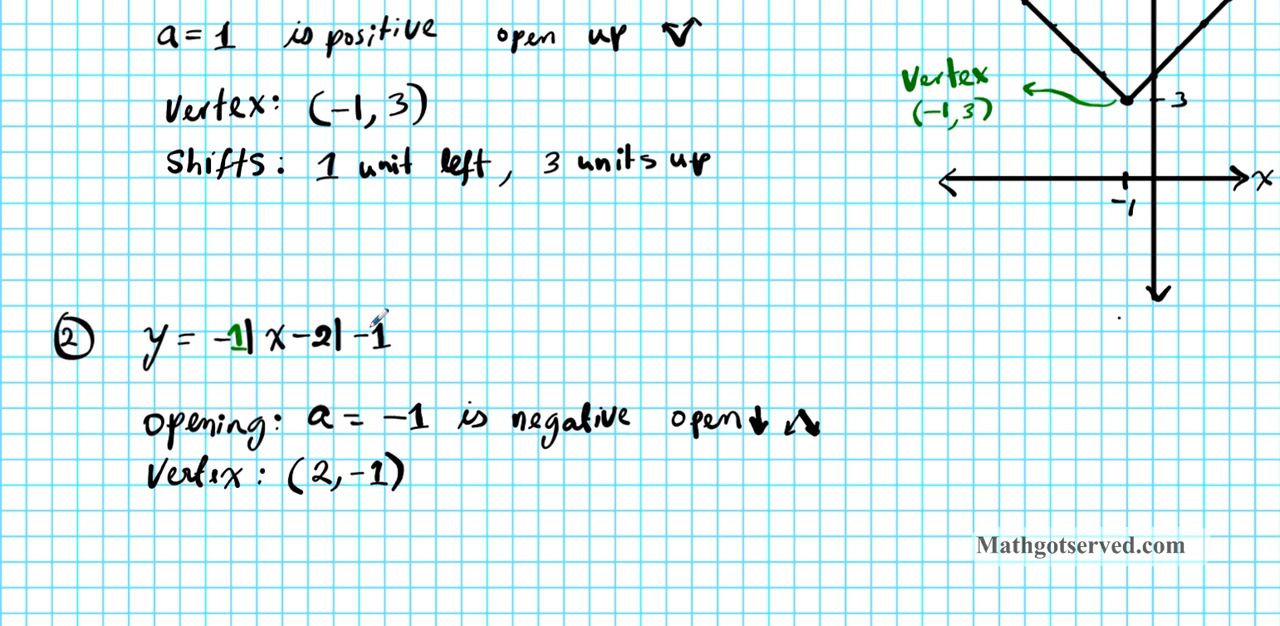 a = 1 is positive open up
Vertex: (-1, 3)
Shifts: 1 unit left, 3 units up
Vertex
(-1, 3)
3
x
-1
2 y = -1|x-2|-1
opening: a = -1 is negative open↓
Vertex: (2, -1)
Mathgotserved.com